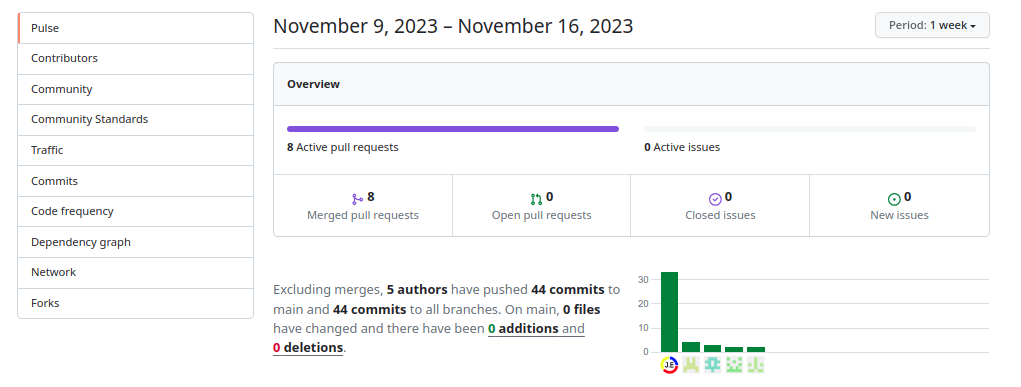 Pulse
Contributors
Community
Community Standards
Traffic
Commits
Code frequency
Dependency graph
Network
Forks
November 9, 2023 – November 16, 2023
Period: 1 week
Overview
8 Active pull requests
0 Active issues
8
Merged pull requests
0
Open pull requests
0
Closed issues
0
New issues
Excluding merges, 5 authors have pushed 44 commits to
main and 44 commits to all branches. On main, 0 files
have changed and there have been 0 additions and
0 deletions.
30
20
10
0
J.E